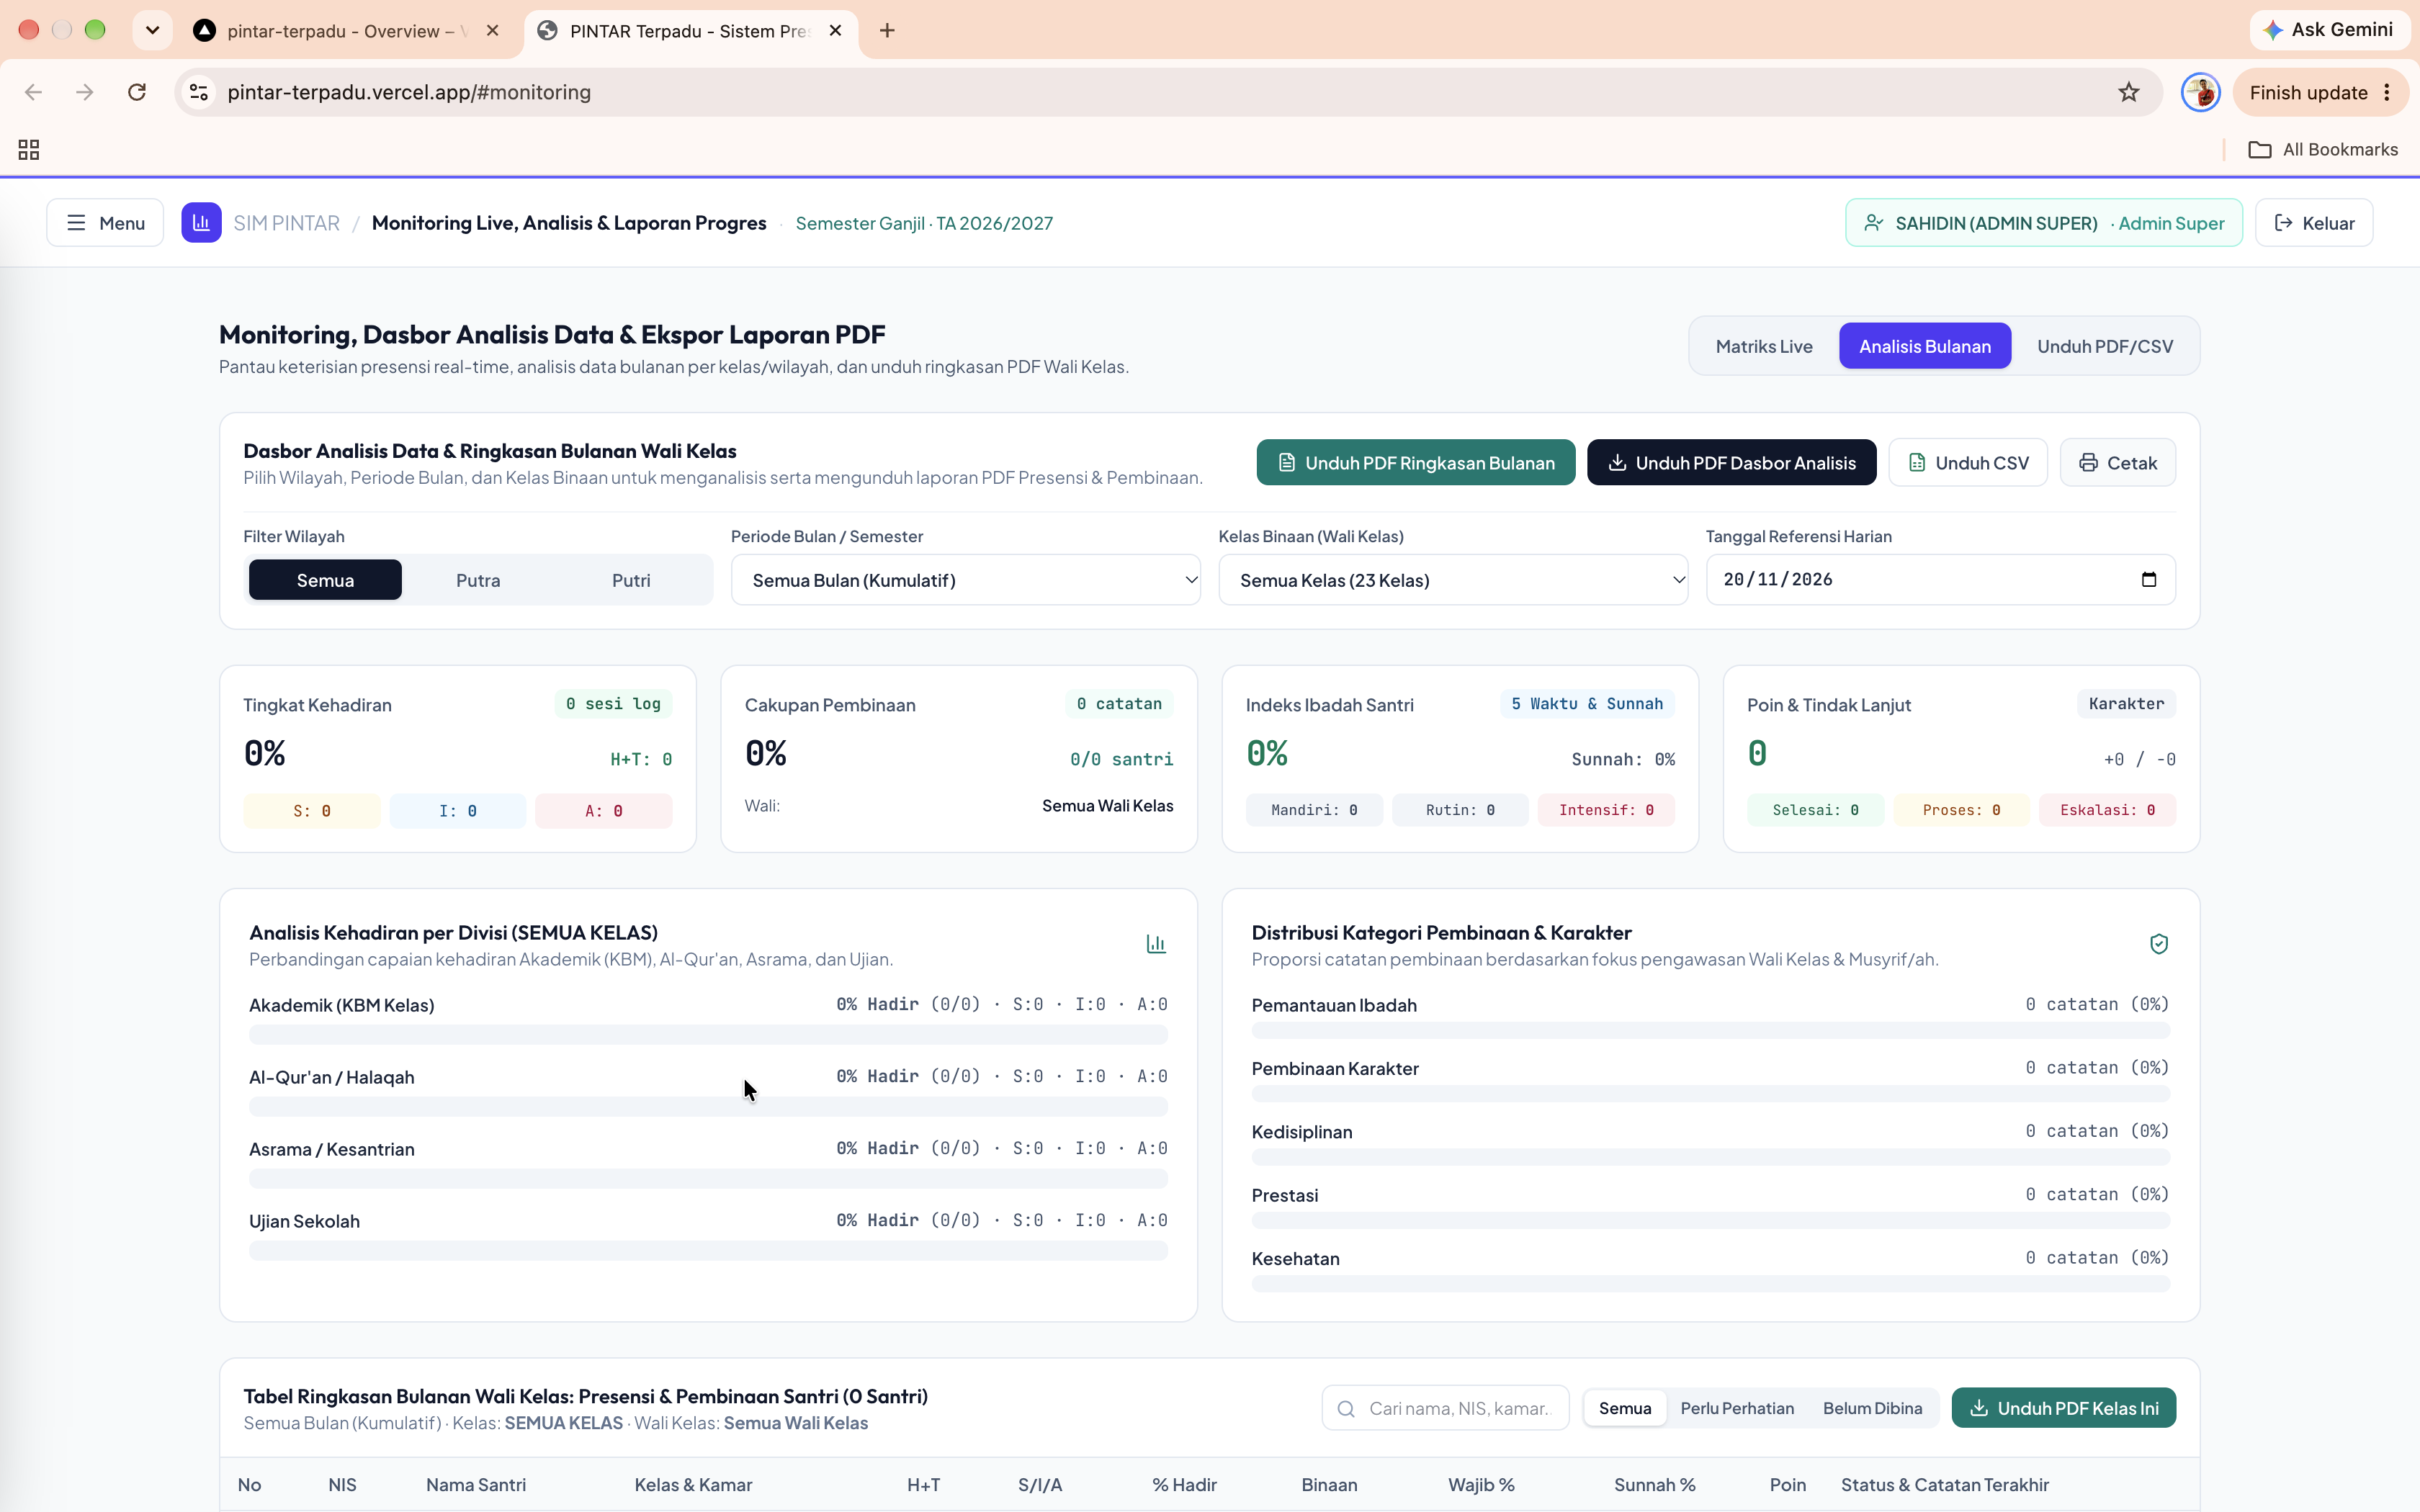 pintar-terpadu - Overview –
PINTAR Terpadu - Sistem Pre
Ask Gemini
pintar-terpadu.vercel.app/#monitoring
Finish update
All Bookmarks
Menu
SIM PINTAR / Monitoring Live, Analisis & Laporan Progres · Semester Ganjil · TA 2026/2027
SAHIDIN (ADMIN SUPER) · Admin Super
Keluar
Monitoring, Dasbor Analisis Data & Ekspor Laporan PDF
Pantau keterisian presensi real-time, analisis data bulanan per kelas/wilayah, dan unduh ringkasan PDF Wali Kelas.
Matriks Live
Analisis Bulanan
Unduh PDF/CSV
Dasbor Analisis Data & Ringkasan Bulanan Wali Kelas
Pilih Wilayah, Periode Bulan, dan Kelas Binaan untuk menganalisis serta mengunduh laporan PDF Presensi & Pembinaan.
Unduh PDF Ringkasan Bulanan
Unduh PDF Dasbor Analisis
Unduh CSV
Cetak
Filter Wilayah
Semua
Putra
Putri
Periode Bulan / Semester
Semua Bulan (Kumulatif)
Kelas Binaan (Wali Kelas)
Semua Kelas (23 Kelas)
Tanggal Referensi Harian
20/11/2026
Tingkat Kehadiran
0 sesi log
0%
H+T: 0
S: 0
I: 0
A: 0
Cakupan Pembinaan
0 catatan
0%
0/0 santri
Wali:
Semua Wali Kelas
Indeks Ibadah Santri
5 Waktu & Sunnah
0%
Sunnah: 0%
Mandiri: 0
Rutin: 0
Intensif: 0
Poin & Tindak Lanjut
Karakter
0
+0 / -0
Selesai: 0
Proses: 0
Eskalasi: 0
Analisis Kehadiran per Divisi (SEMUA KELAS)
Perbandingan capaian kehadiran Akademik (KBM), Al-Qur'an, Asrama, dan Ujian.
Akademik (KBM Kelas)
0% Hadir (0/0) · S:0 · I:0 · A:0
Al-Qur'an / Halaqah
0% Hadir (0/0) · S:0 · I:0 · A:0
Asrama / Kesantrian
0% Hadir (0/0) · S:0 · I:0 · A:0
Ujian Sekolah
0% Hadir (0/0) · S:0 · I:0 · A:0
Distribusi Kategori Pembinaan & Karakter
Proporsi catatan pembinaan berdasarkan fokus pengawasan Wali Kelas & Musyrif/ah.
Pemantauan Ibadah
0 catatan (0%)
Pembinaan Karakter
0 catatan (0%)
Kedisiplinan
0 catatan (0%)
Prestasi
0 catatan (0%)
Kesehatan
0 catatan (0%)
Tabel Ringkasan Bulanan Wali Kelas: Presensi & Pembinaan Santri (0 Santri)
Semua Bulan (Kumulatif) · Kelas: SEMUA KELAS · Wali Kelas: Semua Wali Kelas
Cari nama, NIS, kamar.
Semua
Perlu Perhatian
Belum Dibina
Unduh PDF Kelas Ini
No
NIS
Nama Santri
Kelas & Kamar
H+T
S/I/A
% Hadir
Binaan
Wajib %
Sunnah %
Poin
Status & Catatan Terakhir